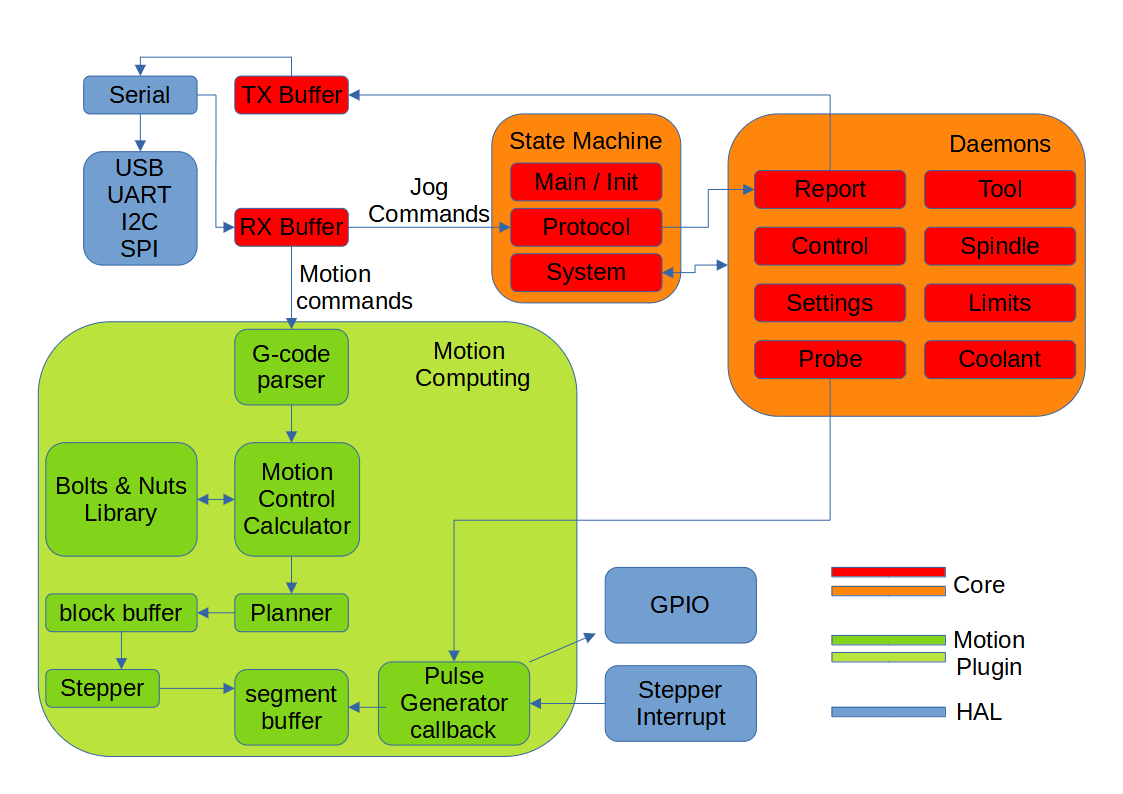 Serial
TX Buffer
USB
UART
I2C
SPI
RX Buffer
Jog
Commands
State Machine
Main / Init
Protocol
System
Daemons
Report
Tool
Control
Spindle
Settings
Limits
Probe
Coolant
Motion
commands
G-code
parser
Motion
Computing
Bolts & Nuts
Library
Motion
Control
Calculator
block buffer
Planner
Stepper
segment
buffer
Pulse
Generator
callback
GPIO
Stepper
Interrupt
Core
Motion
Plugin
HAL